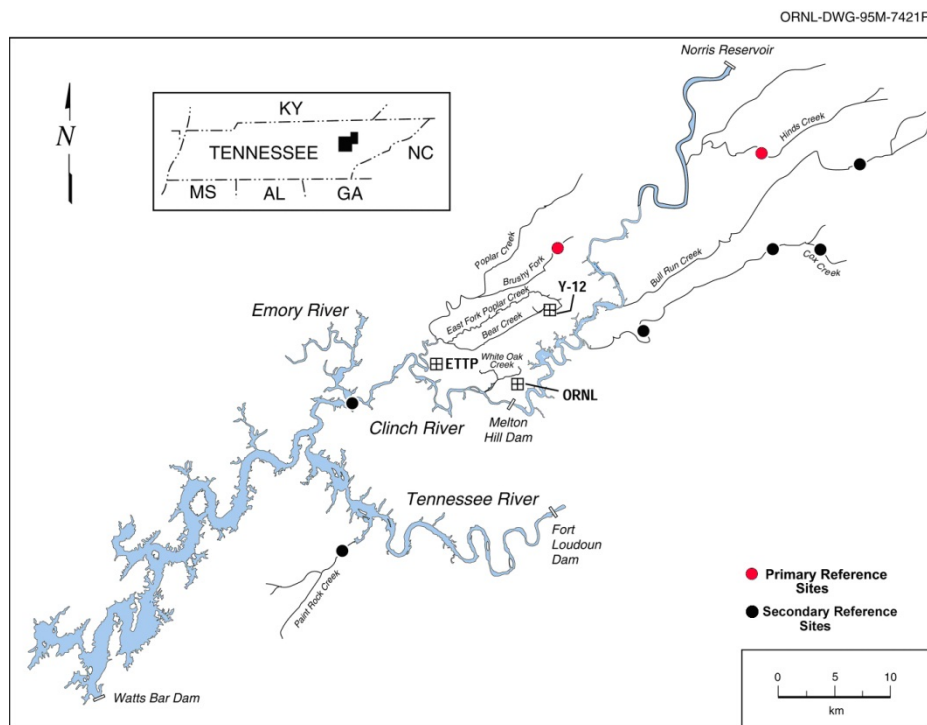 ORNL-DWG-95M-7421F
Norris Reservoir
N
KY
TENNESSEE
NC
MS
AL
GA
Hinds Creek
Poplar Creek
Brushy Fork
Bull Run Creek
Cox Creek
East Fork Poplar Creek
Y-12
Bear Creek
Emory River
ETTP
White Oak
Creek
ORNL
Clinch River
Melton
Hill Dam
Tennessee River
Fort
Loudoun
Dam
Paint Rock Creek
Primary Reference
Sites
Secondary Reference
Sites
Watts Bar Dam
0 5 10
km